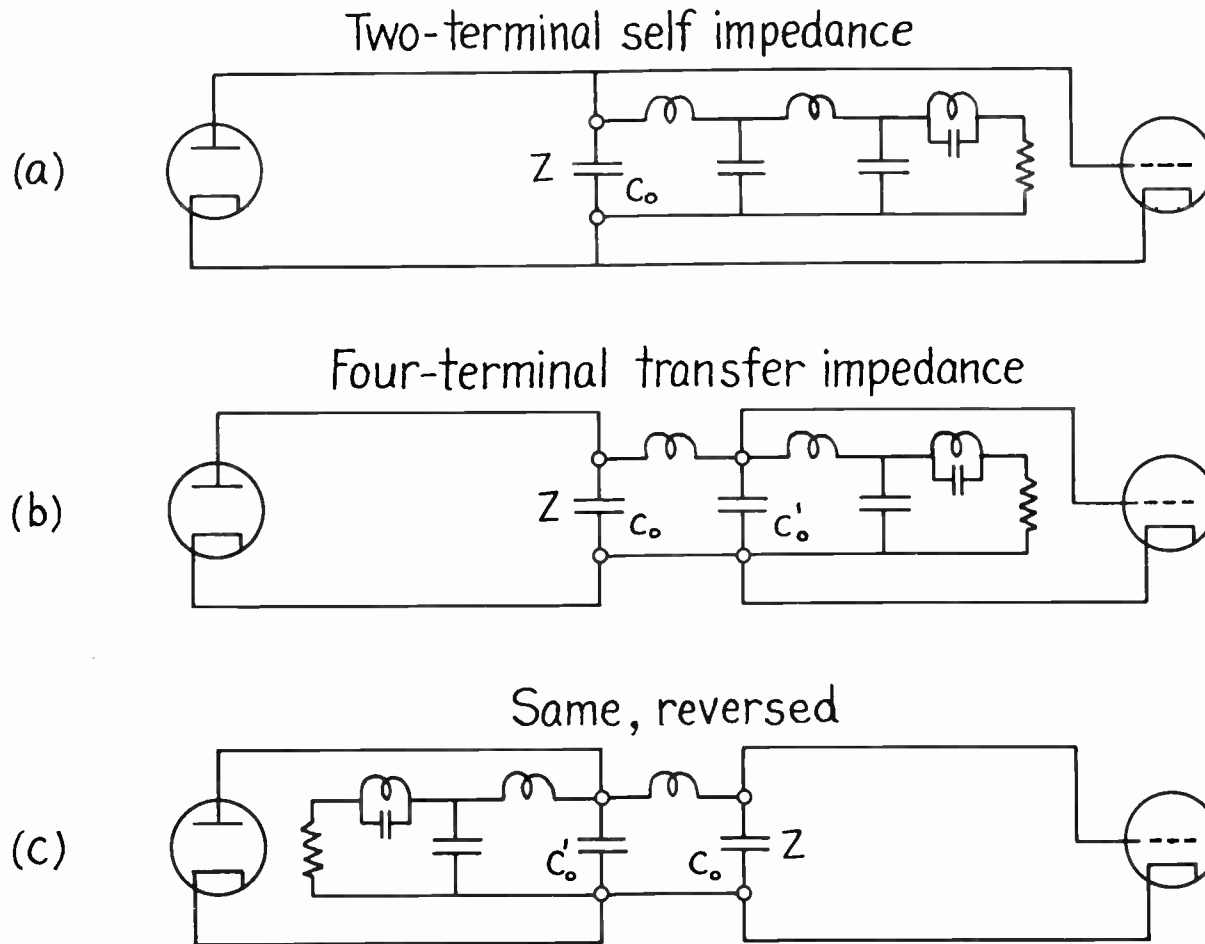 Two-terminal self impedance
(a)
Z
C₀
Four-terminal transfer impedance
(b)
Z
C₀
C₀'
Same, reversed
(c)
C₀'
C₀
Z